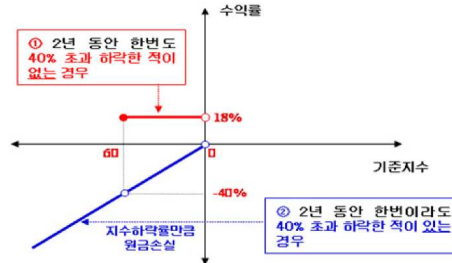 수익률
① 2년 동안 한번도
40% 초과 하락한 적이
없는 경우
18%
60
0
기준지수
-40%
지수하락률만큼
원금손실
② 2년 동안 한번이라도
40% 초과 하락한 적이 있는
경우